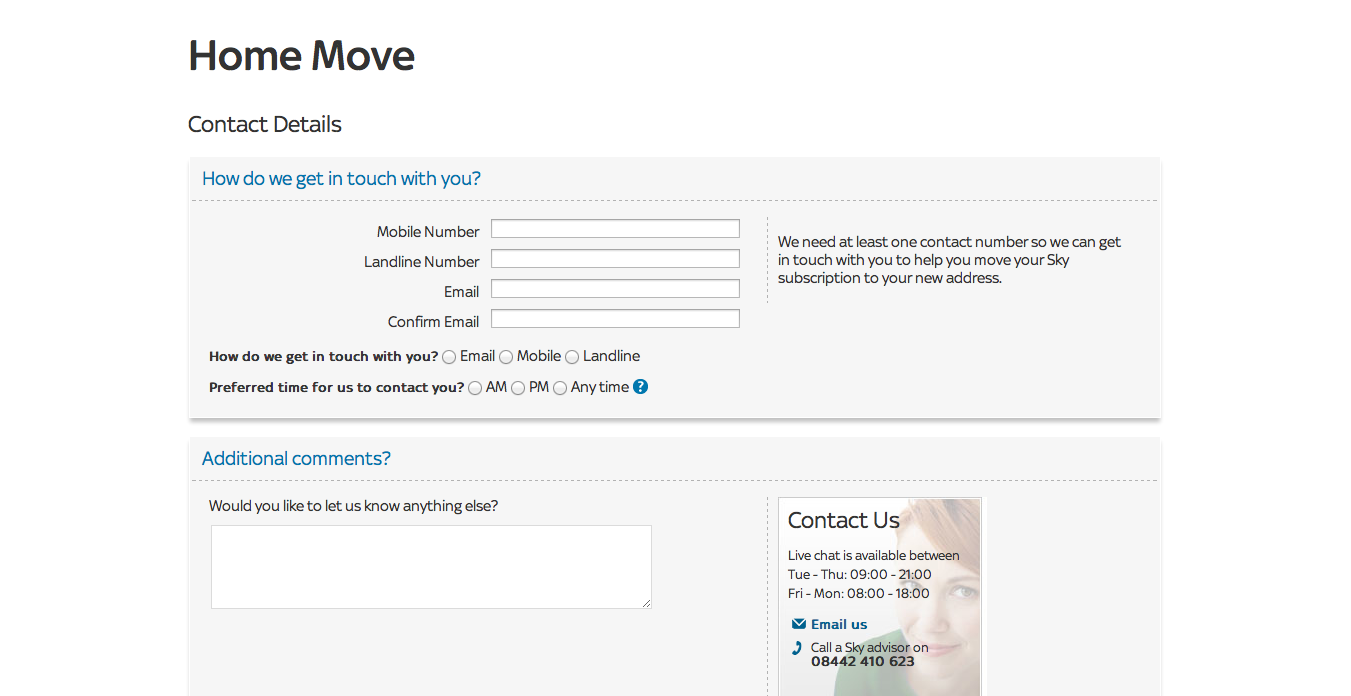 Home Move
Contact Details
How do we get in touch with you?
Mobile Number
Landline Number
Email
Confirm Email
We need at least one contact number so we can get
in touch with you to help you move your Sky
subscription to your new address.
How do we get in touch with you? Email Mobile Landline
Preferred time for us to contact you? AM PM Any time ?
Additional comments?
Would you like to let us know anything else?
Contact Us
Live chat is available between
Tue - Thu: 09:00 - 21:00
Fri - Mon: 08:00 - 18:00
Email us
Call a Sky advisor on
08442 410 623